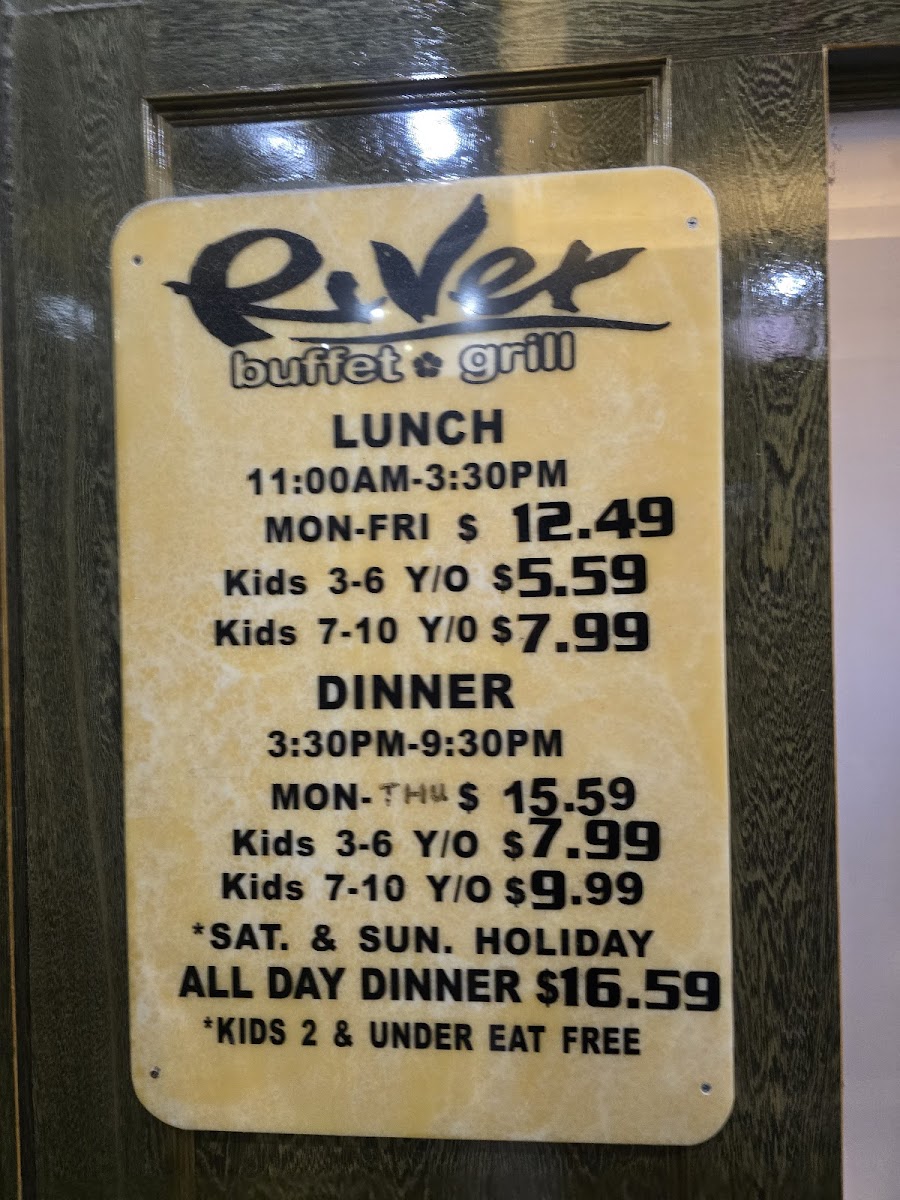 River
buffet grill
LUNCH
11:00AM-3:30PM
MON-FRI $ 12.49
Kids 3-6 Y/O $5.59
Kids 7-10 Y/O $7.99
DINNER
3:30PM-9:30PM
MON-THU $ 15.59
Kids 3-6 Y/O $7.99
Kids 7-10 Y/O $9.99
*SAT. & SUN. HOLIDAY
ALL DAY DINNER $16.59
*KIDS 2 & UNDER EAT FREE